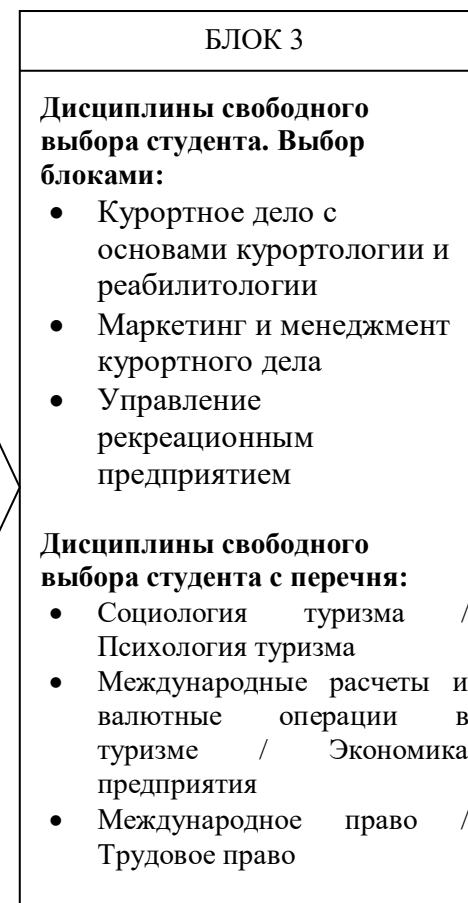 БЛОК 3
Дисциплины свободного
выбора студента. Выбор
блоками:
• Курортное дело с
основами курортологии и
реабилитологии
• Маркетинг и менеджмент
курортного дела
• Управление
рекреационным
предприятием
Дисциплины свободного
выбора студента с перечня:
• Социология туризма /
Психология туризма
• Международные расчеты и
валютные операции в
туризме / Экономика
предприятия
• Международное право /
Трудовое право